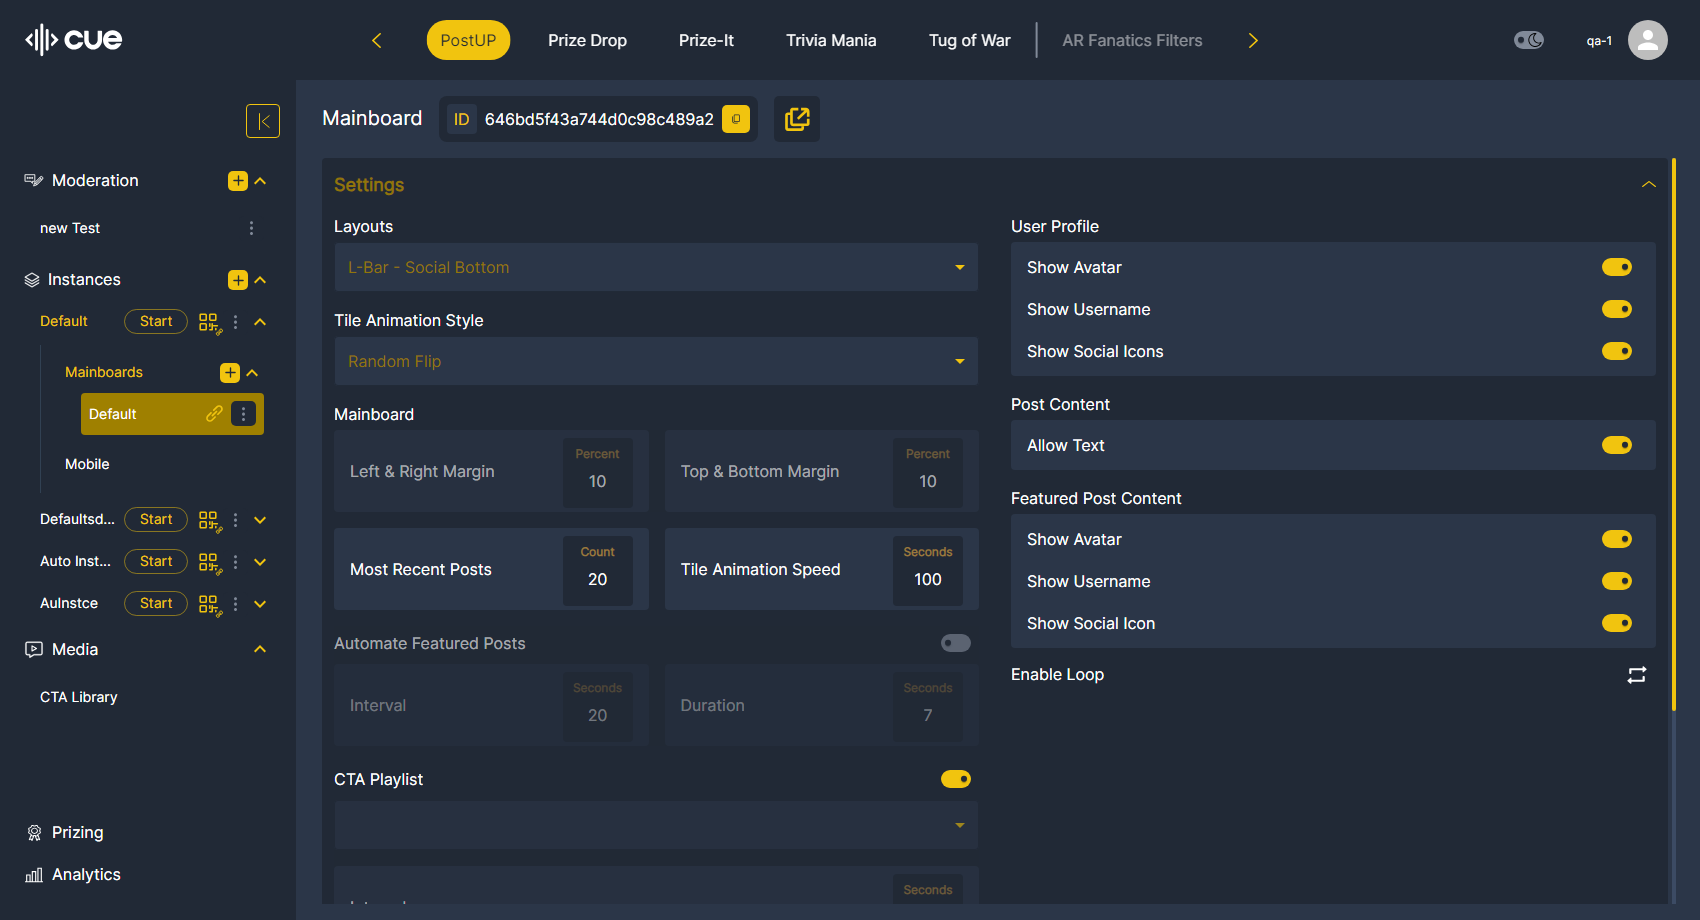 cue
PostUP
Prize Drop
Prize-It
Trivia Mania
Tug of War
AR Fanatics Filters
qa-1
Moderation
new Test
Instances
Default
Start
Mainboards
Default
Mobile
Defaultsd...
Start
Auto Inst...
Start
AuInstce
Start
Media
CTA Library
Prizing
Analytics
Mainboard
ID
646bd5f43a744d0c98c489a2
Settings
Layouts
L-Bar - Social Bottom
Tile Animation Style
Random Flip
Mainboard
Left & Right Margin
Percent
10
Top & Bottom Margin
Percent
10
Most Recent Posts
Count
20
Tile Animation Speed
Seconds
100
Automate Featured Posts
Interval
Seconds
20
Duration
Seconds
7
CTA Playlist
Seconds
User Profile
Show Avatar
Show Username
Show Social Icons
Post Content
Allow Text
Featured Post Content
Show Avatar
Show Username
Show Social Icon
Enable Loop